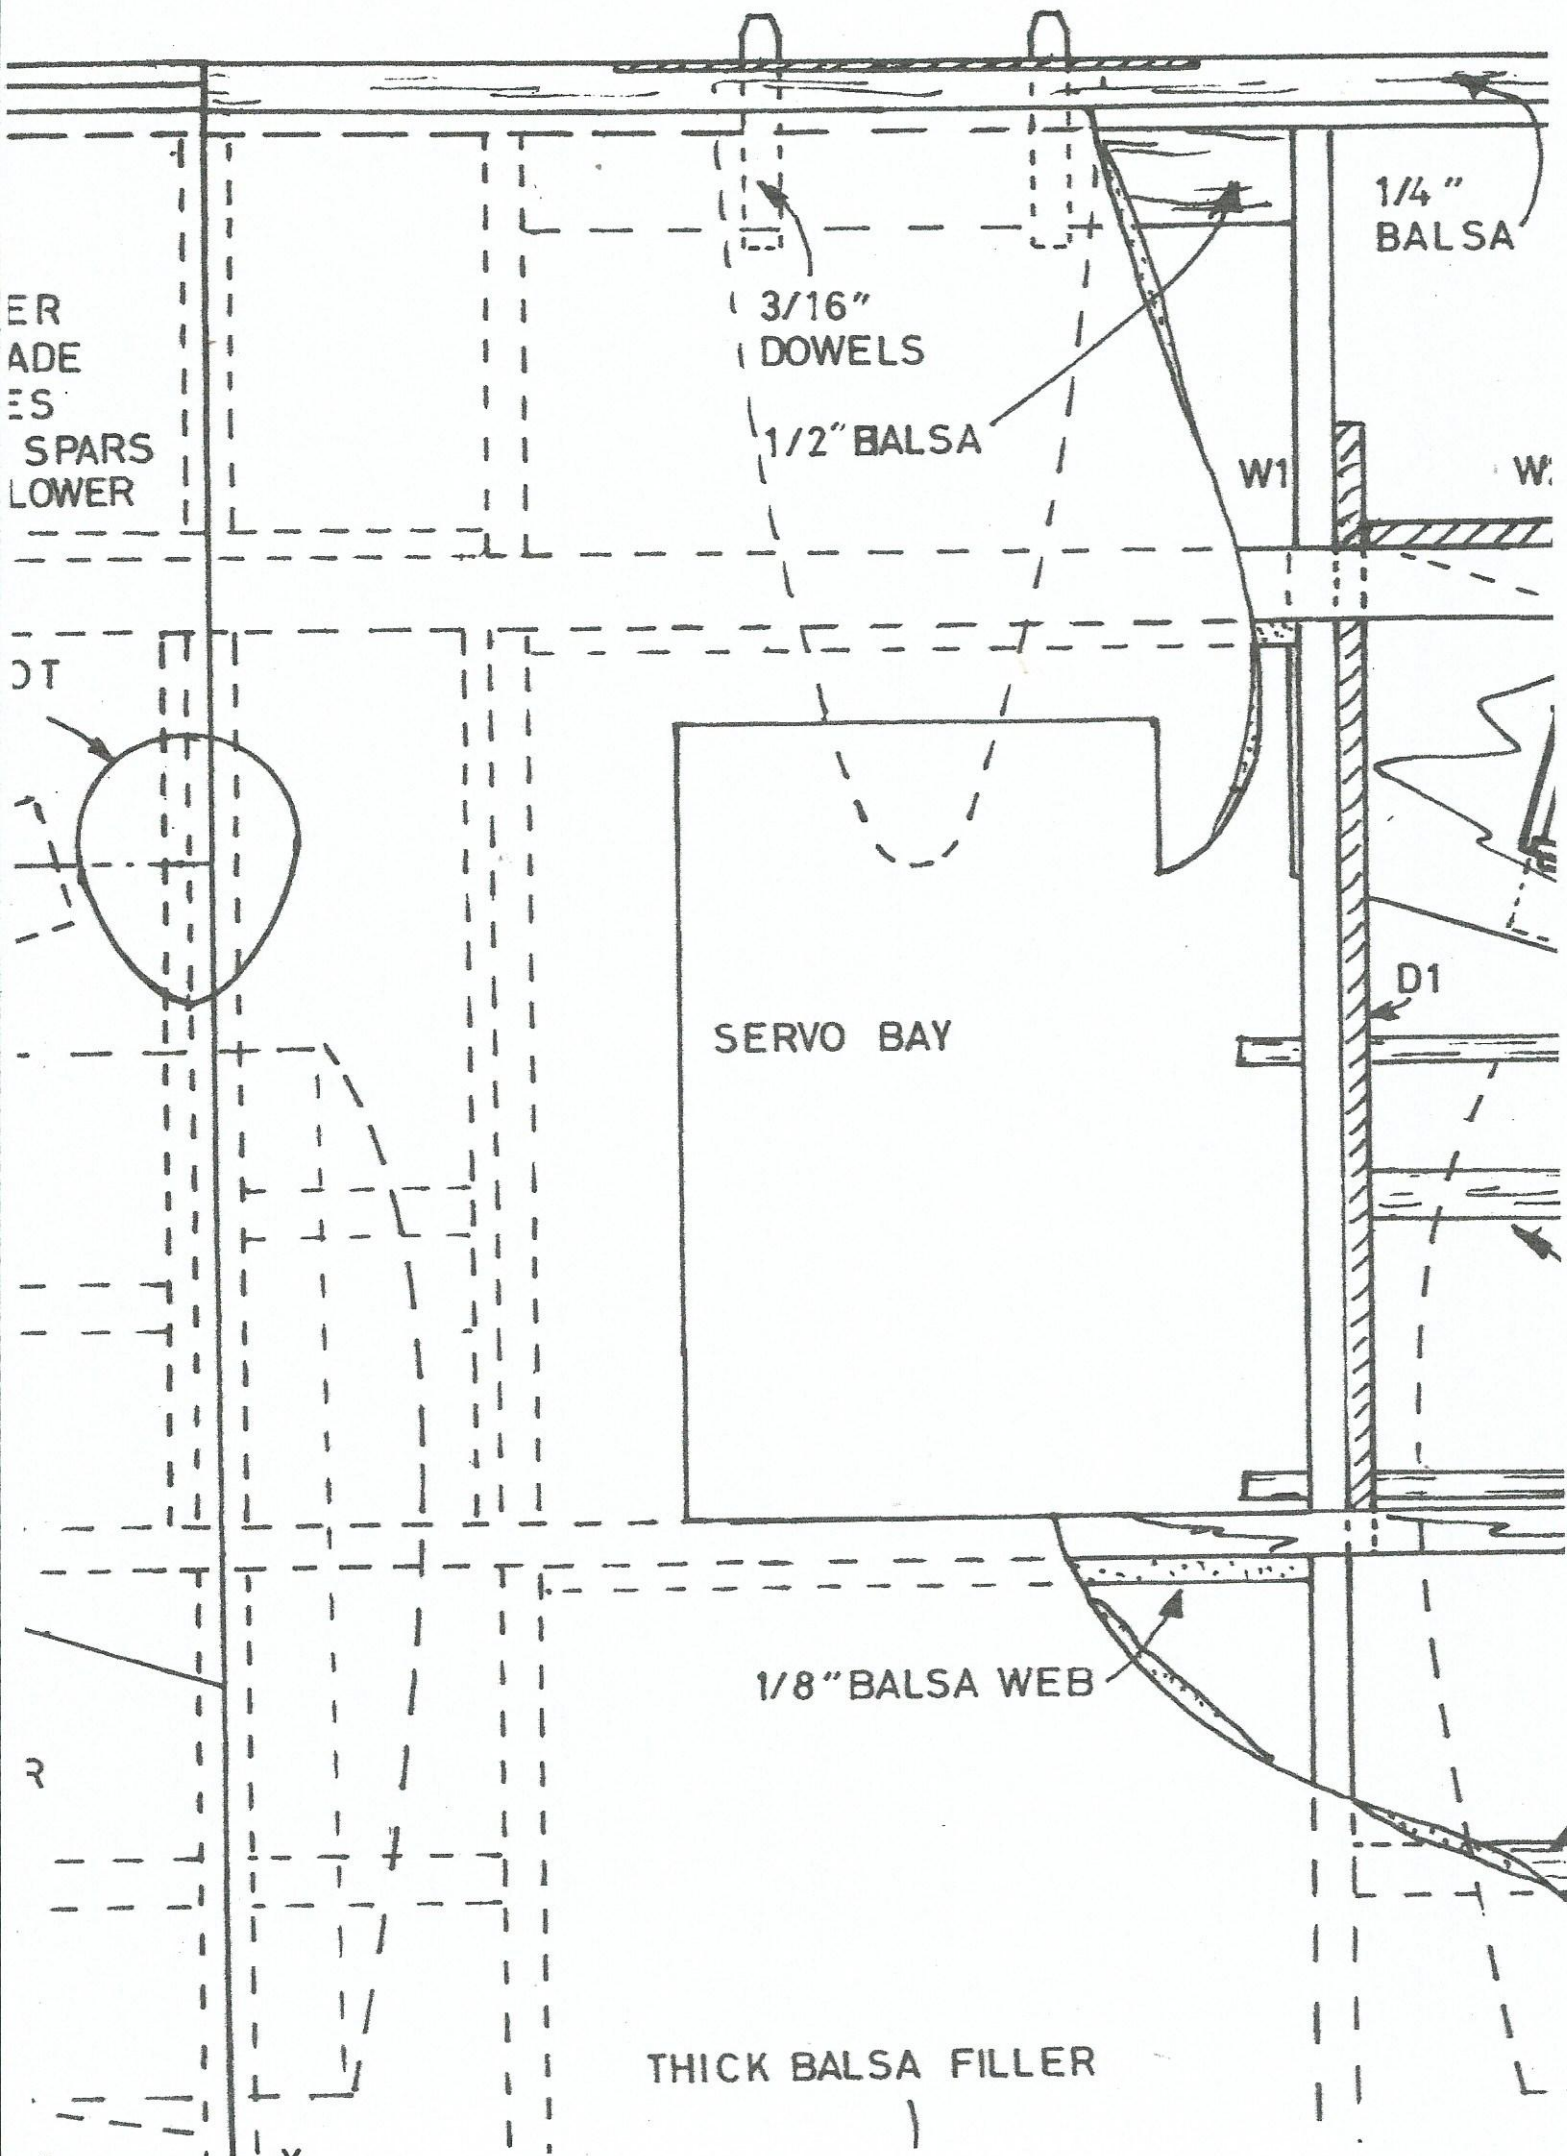 1/4"
BALSA
ER
ADE
ES
SPARS
LOWER
3/16"
DOWELS
1/2" BALSA
W1
W
OT
D1
SERVO BAY
1/8" BALSA WEB
R
THICK BALSA FILLER